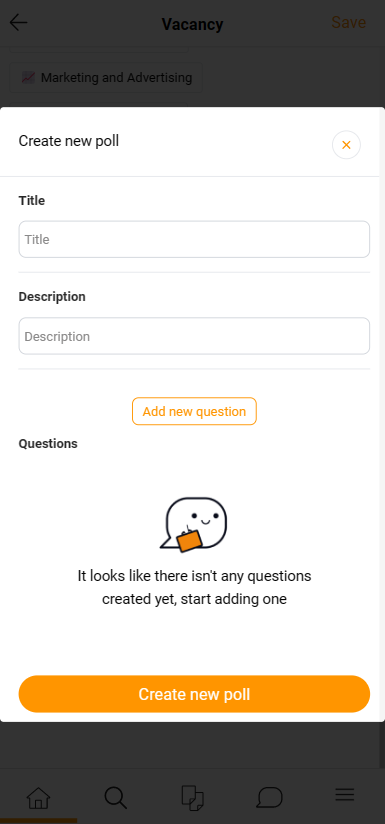 Vacancy
Save
Marketing and Advertising
Create new poll
Title
Title
Description
Description
Add new question
Questions
It looks like there isn't any questions
created yet, start adding one
Create new poll